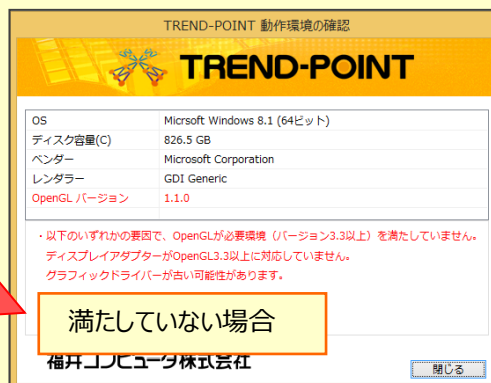 TREND-POINT 動作環境の確認
TREND-POINT
OS Micrsoft Windows 8.1 (64ビット)
ディスク容量(C) 826.5 GB
ベンダー Microsoft Corporation
レンダラー GDI Generic
OpenGL バージョン 1.1.0
・以下のいずれかの要因で、OpenGLが必要環境（バージョン3.3以上）を満たしていません。
ディスプレイアダプターがOpenGL3.3以上に対応していません。
グラフィックドライバーが古い可能性があります。
満たしていない場合
福井コンピュータ株式会社
閉じる